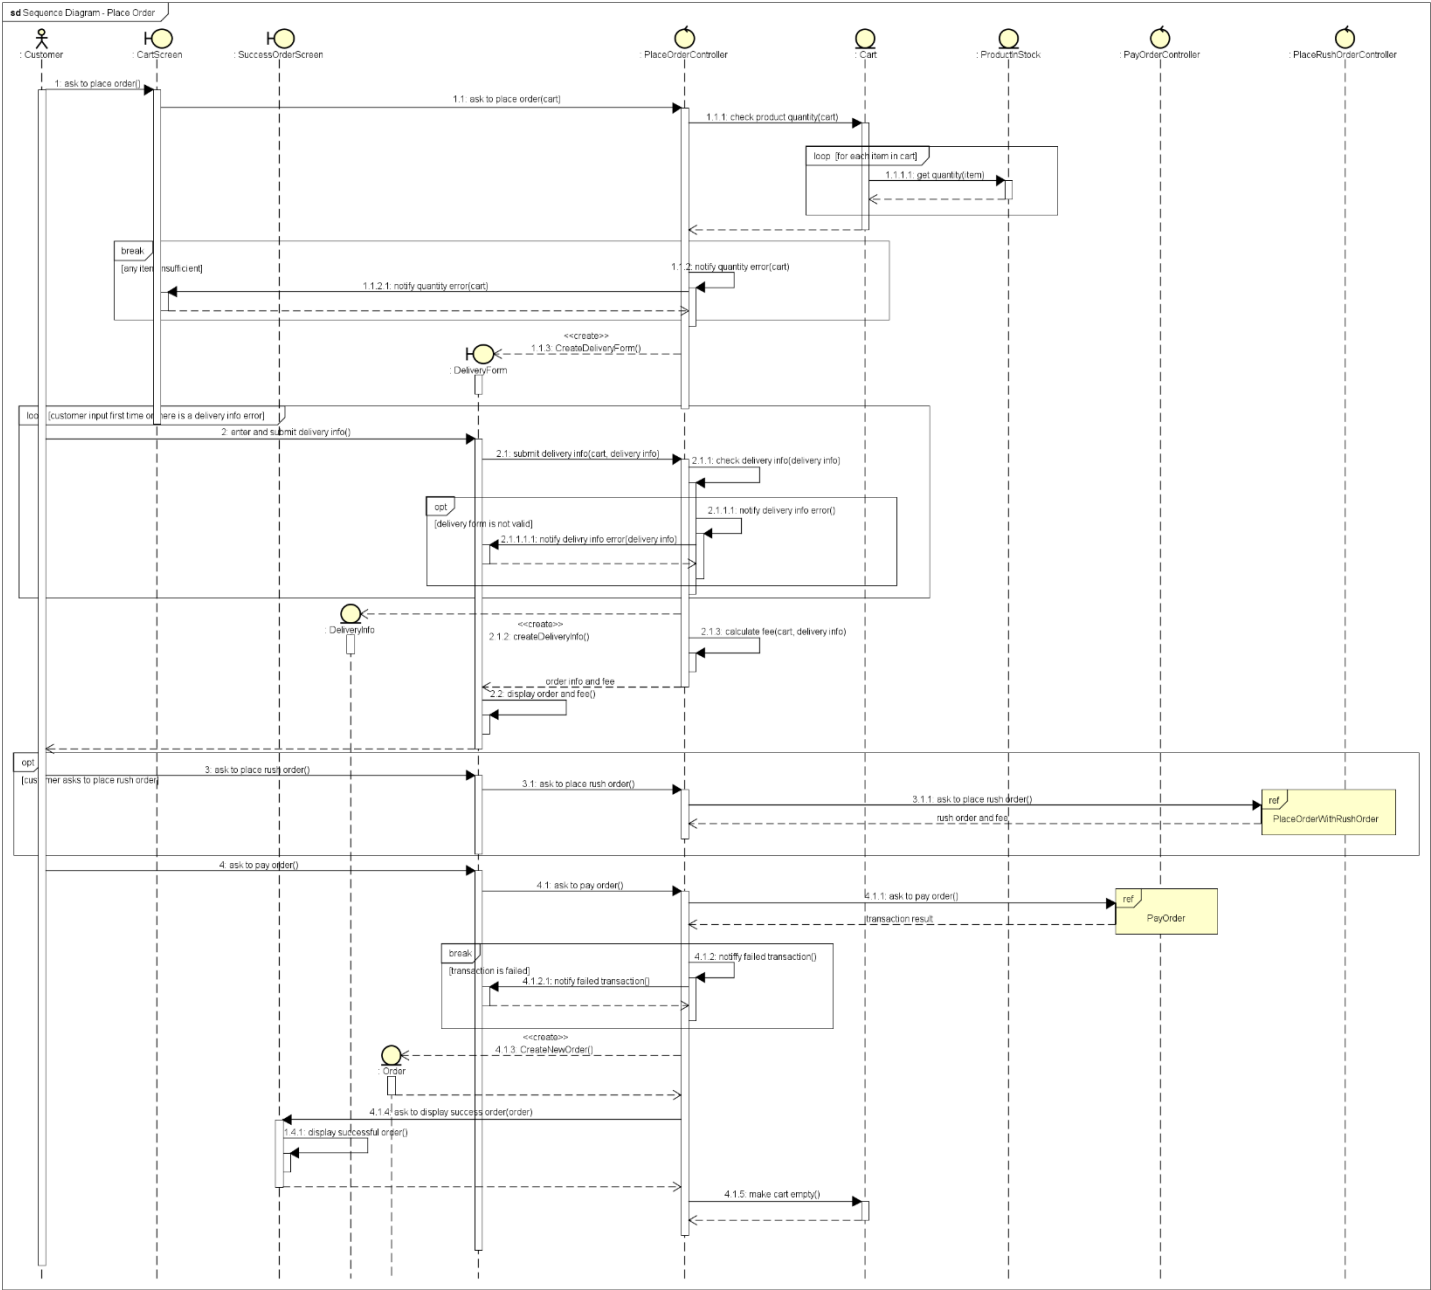 sd Sequence Diagram - Place Order
: Customer
: CartScreen
: SuccessOrderScreen
: PlaceOrderController
: Cart
: ProductInStock
: PayOrderController
: PlaceRushOrderController
1: ask to place order()
1.1: ask to place order(cart)
1.1.1: check product quantity(cart)
loop [for each item in cart]
1.1.1.1: get quantity(item)
break
[any item insufficient]
1.1.2: notify quantity error(cart)
1.1.2.1: notify quantity error(cart)
<<create>>
1.1.3: CreateDeliveryForm()
: DeliveryForm
loop [customer input first time or there is a delivery info error]
2: enter and submit delivery info()
2.1: submit delivery info(cart, delivery info)
2.1.1: check delivery info(delivery info)
opt
[delivery form is not valid]
2.1.1.1: notify delivery info error()
2.1.1.1.1: notify delivry info error(delivery info)
: DeliveryInfo
<<create>>
2.1.2: createDeliveryInfo()
2.1.3: calculate fee(cart, delivery info)
order info and fee
2.2: display order and fee()
opt
[customer asks to place rush order]
3: ask to place rush order()
3.1: ask to place rush order()
3.1.1: ask to place rush order()
ref
PlaceOrderWithRushOrder
rush order and fee
4: ask to pay order()
4.1: ask to pay order()
4.1.1: ask to pay order()
ref
PayOrder
transaction result
break
[transaction is failed]
4.1.2: notiffy failed transaction()
4.1.2.1: notify failed transaction()
<<create>>
4.1.3: CreateNewOrder()
: Order
4.1.4: ask to display success order(order)
1.4.1: display successful order()
4.1.5: make cart empty()